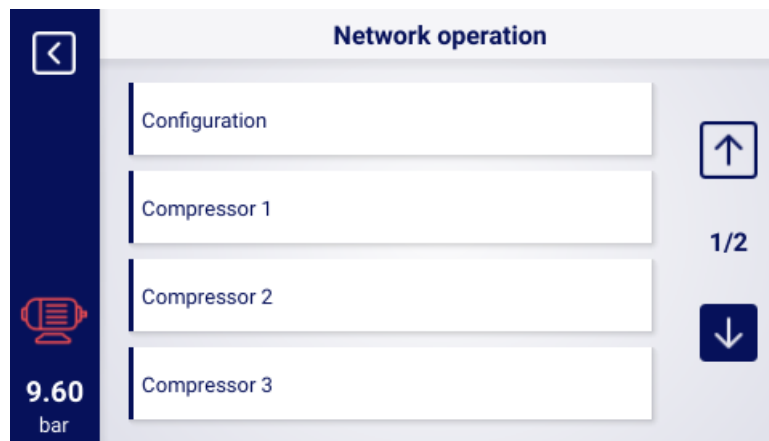 Network operation
Configuration
Compressor 1
Compressor 2
Compressor 3
1/2
9.60
bar